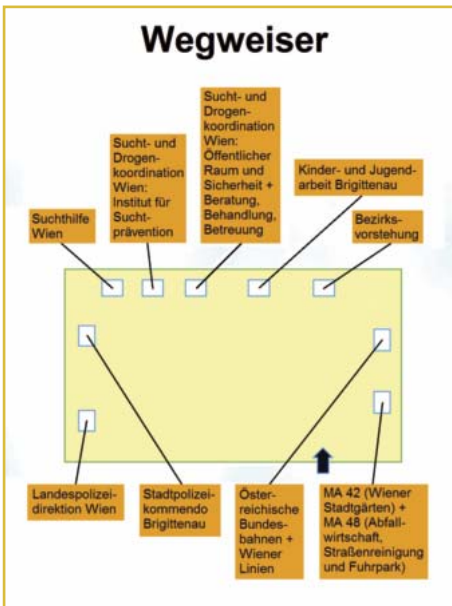 Wegweiser
Sucht- und
Drogen-
koordination
Wien:
Öffentlicher
Raum und
Sicherheit +
Beratung,
Behandlung,
Betreuung
Sucht- und
Drogen-
koordination
Wien:
Institut für
Sucht-
prävention
Kinder- und Jugend-
arbeit Brigittenau
Suchthilfe
Wien
Bezirks-
vorstehung
Landespolizei-
direktion Wien
Stadtpolizei-
kommendo
Brigittenau
Öster-
reichische
Bundes-
bahnen +
Wiener
Linien
MA 42 (Wiener
Stadtgärten) +
MA 48 (Abfall-
wirtschaft,
Straßenreinigung
und Fuhrpark)